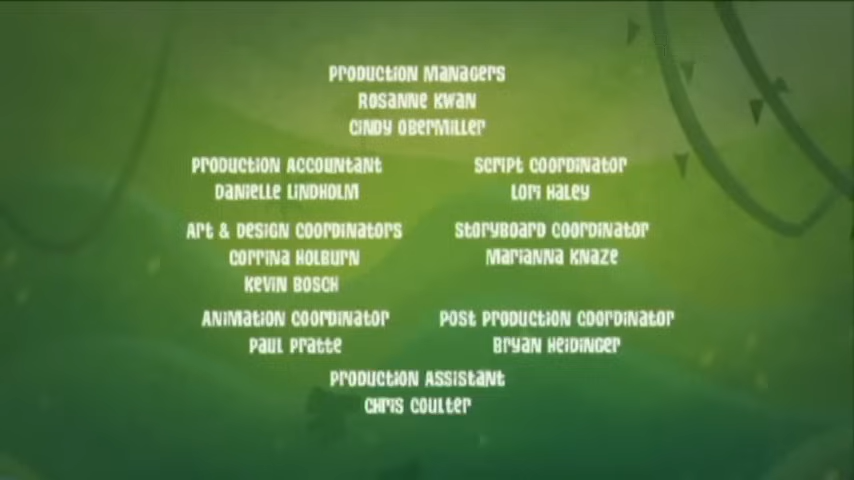 PRODUCTION MANAGERS
ROSANNE KWAN
CINDY OBERMILLER
PRODUCTION ACCOUNTANT
DANIELLE LINDHOLM
SCRIPT COORDINATOR
LORI HALEY
ART & DESIGN COORDINATORS
CORRINA HOLBURN
KEVIN BOSCH
STORYBOARD COORDINATOR
MARIANNA KNAZE
ANIMATION COORDINATOR
PAUL PRATTE
POST PRODUCTION COORDINATOR
BRYAN HEIDINGER
PRODUCTION ASSISTANT
CHRIS COULTER